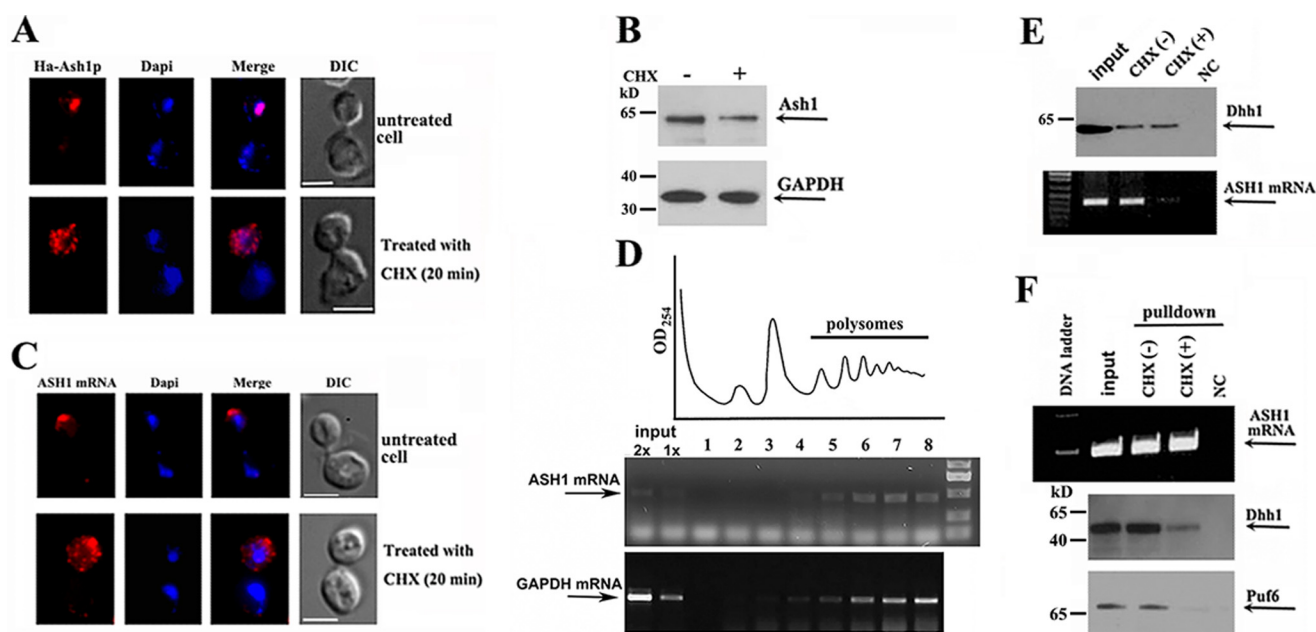 A
Ha-Ash1p Dapi Merge DIC
untreated
cell
Treated with
CHX (20 min)
B
CHX - +
kD
65
Ash1
40
30
GAPDH
C
ASH1 mRNA Dapi Merge DIC
untreated
cell
Treated with
CHX (20 min)
D
OD254
polysomes
input
2x 1x 1 2 3 4 5 6 7 8
ASH1 mRNA
GAPDH mRNA
E
input CHX (-) CHX (+) NC
65
Dhh1
ASH1 mRNA
F
pulldown
DNA ladder input CHX (-) CHX (+) NC
ASH1
mRNA
kD
65
40
Dhh1
65
Puf6